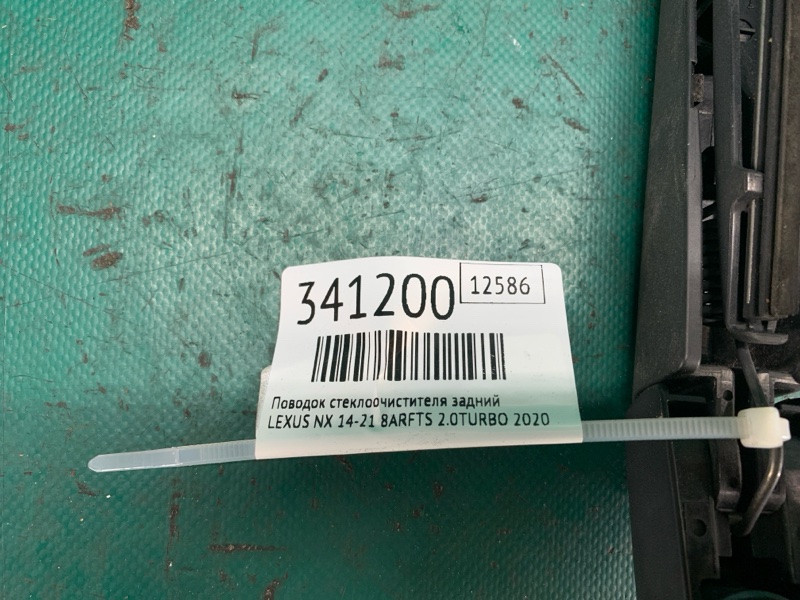 341200 12586
Поводок стеклоочистителя задний
LEXUS NX 14-21 8ARFTS 2.0TURBO 2020